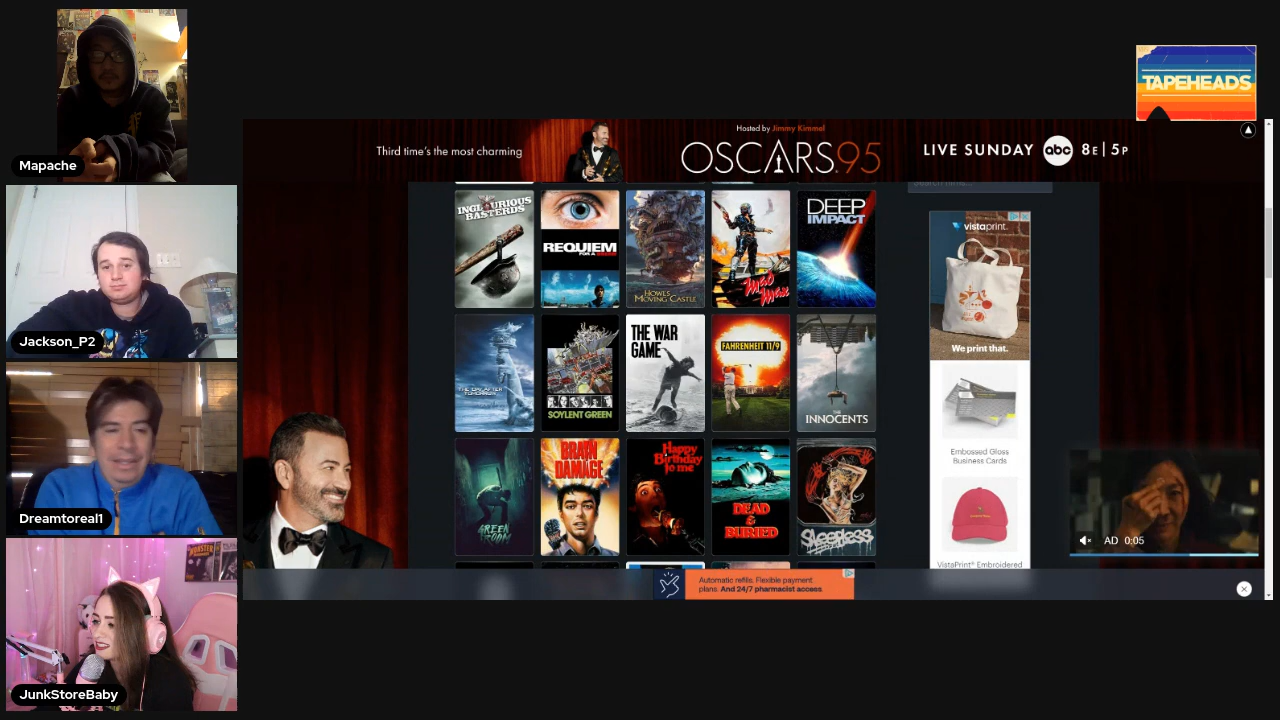 Mapache
Jackson_P2
Dreamtoreal1
JunkStoreBaby
TAPEHEADS
Third time's the most charming
Hosted by Jimmy Kimmel
OSCARS.95
LIVE SUNDAY abc 8E | 5P
Search films...
INGLOURIOUS
BASTERDS
REQUIEM
FOR A DREAM
HOWL'S
MOVING CASTLE
Mad
Max
DEEP
IMPACT
THE DAY AFTER
TOMORROW
SOYLENT GREEN
THE WAR
GAME
FAHRENHEIT 11/9
THE
INNOCENTS
GREEN
ROOM
BRAIN
DAMAGE
Happy
Birthday
to me
DEAD
&
BURIED
Sleepless
vistaprint.
We print that.
Embossed Gloss
Business Cards
VistaPrint® Embroidered
AD 0:05
Automatic refills. Flexible payment
plans. And 24/7 pharmacist access